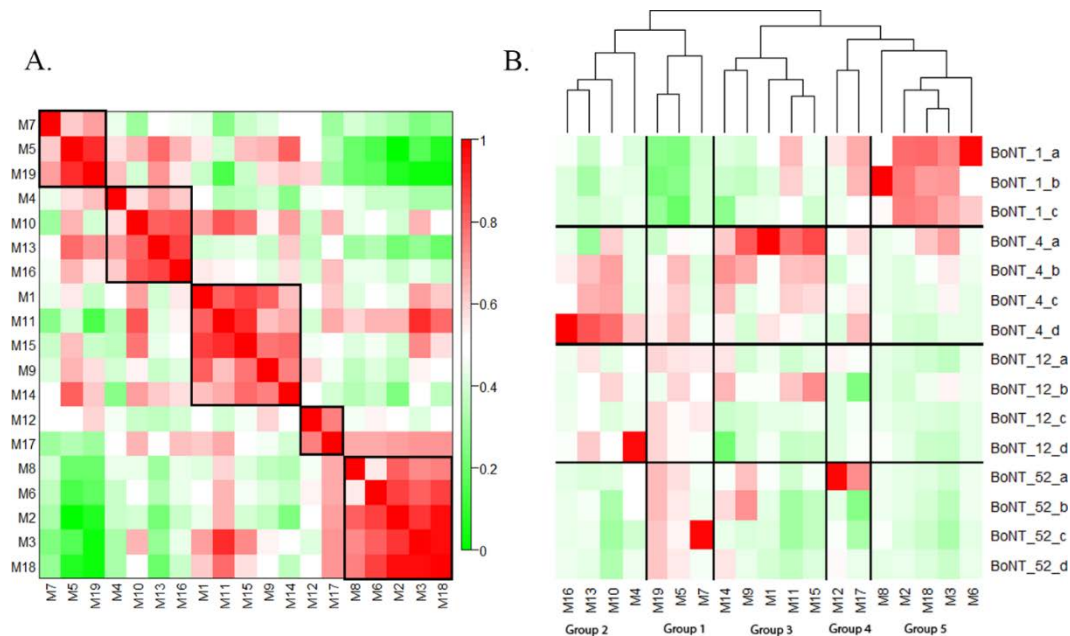 A.
B.
M7
M5
M19
M4
M10
M13
M16
M1
M11
M15
M9
M14
M12
M17
M8
M6
M2
M3
M18
M7
M5
M19
M4
M10
M13
M16
M1
M11
M15
M9
M14
M12
M17
M8
M6
M2
M3
M18
1
0.8
0.6
0.4
0.2
0
BoNT_1_a
BoNT_1_b
BoNT_1_c
BoNT_4_a
BoNT_4_b
BoNT_4_c
BoNT_4_d
BoNT_12_a
BoNT_12_b
BoNT_12_c
BoNT_12_d
BoNT_52_a
BoNT_52_b
BoNT_52_c
BoNT_52_d
M16
M13
M10
M4
M19
M5
M7
M14
M9
M1
M11
M15
M12
M17
M8
M2
M18
M3
M6
Group 2
Group 1
Group 3
Group 4
Group 5